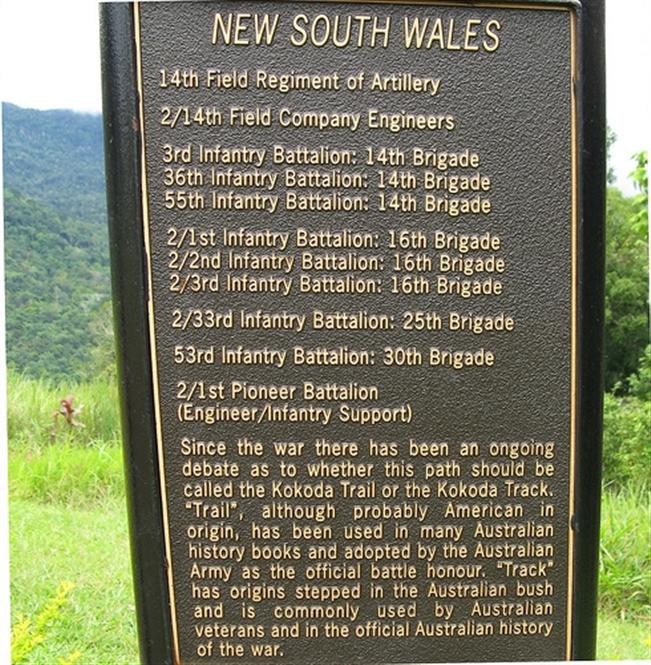 NEW SOUTH WALES
14th Field Regiment of Artillery
2/14th Field Company Engineers
3rd Infantry Battalion: 14th Brigade
36th Infantry Battalion: 14th Brigade
55th Infantry Battalion: 14th Brigade
2/1st Infantry Battalion: 16th Brigade
2/2nd Infantry Battalion: 16th Brigade
2/3rd Infantry Battalion: 16th Brigade
2/33rd Infantry Battalion: 25th Brigade
53rd Infantry Battalion: 30th Brigade
2/1st Pioneer Battalion
(Engineer/Infantry Support)
Since the war there has been an ongoing
debate as to whether this path should be
called the Kokoda Trail or the Kokoda Track.
"Trail", although probably American in
origin, has been used in many Australian
history books and adopted by the Australian
Army as the official battle honour. "Track"
has origins stepped in the Australian bush
and is commonly used by Australian
veterans and in the official Australian history
of the war.